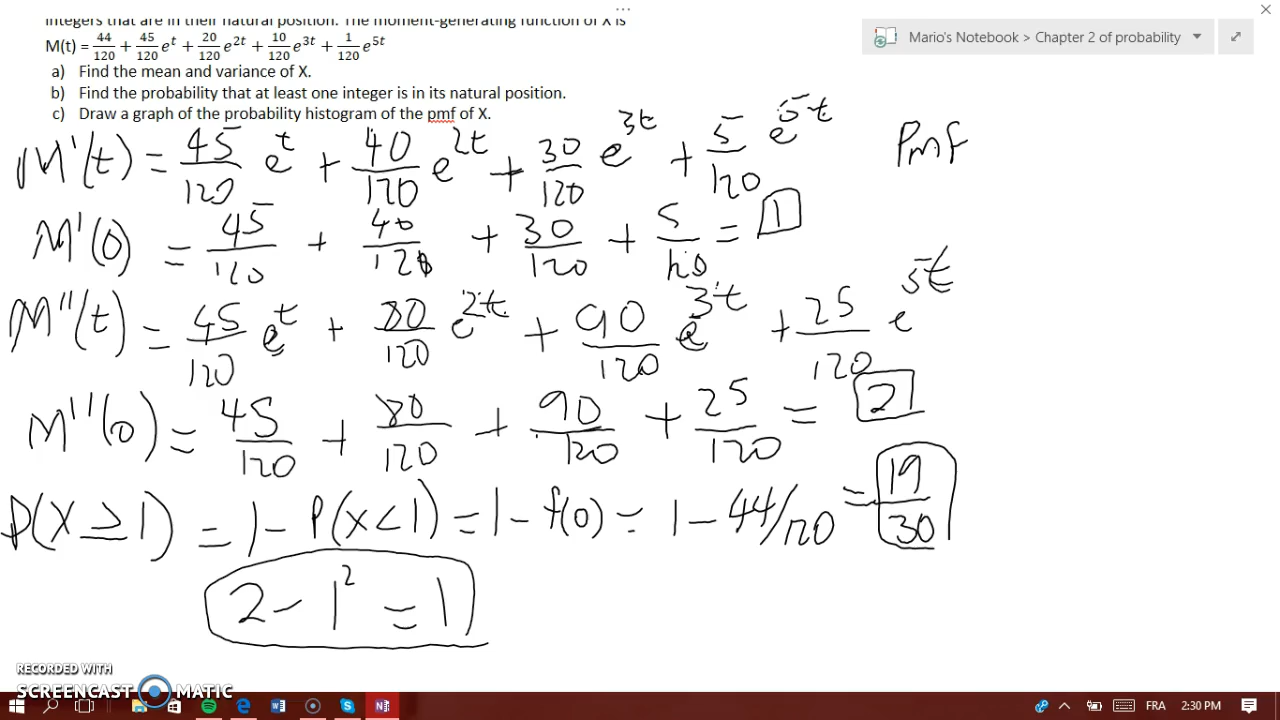 integers that are in their natural position. The moment-generating function of X is
M(t) = 44/120 + 45/120 e^t + 20/120 e^2t + 10/120 e^3t + 1/120 e^5t
a) Find the mean and variance of X.
b) Find the probability that at least one integer is in its natural position.
c) Draw a graph of the probability histogram of the pmf of X.
Mario's Notebook > Chapter 2 of probability
M'(t) = 45/120 e^t + 40/120 e^2t + 30/120 e^3t + 5/120 e^5t
Pmf
M'(0) = 45/120 + 40/120 + 30/120 + 5/120 = 1
M''(t) = 45/120 e^t + 80/120 e^2t + 90/120 e^3t + 25/120 e^5t
M'''(0) = 45/120 + 80/120 + 90/120 + 25/120 = 2
P(X ≥ 1) = 1 - P(x < 1) = 1 - f(0) = 1 - 44/120 = 19/30
2 - 1^2 = 1
RECORDED WITH
SCREENCAST MATIC
FRA 2:30 PM